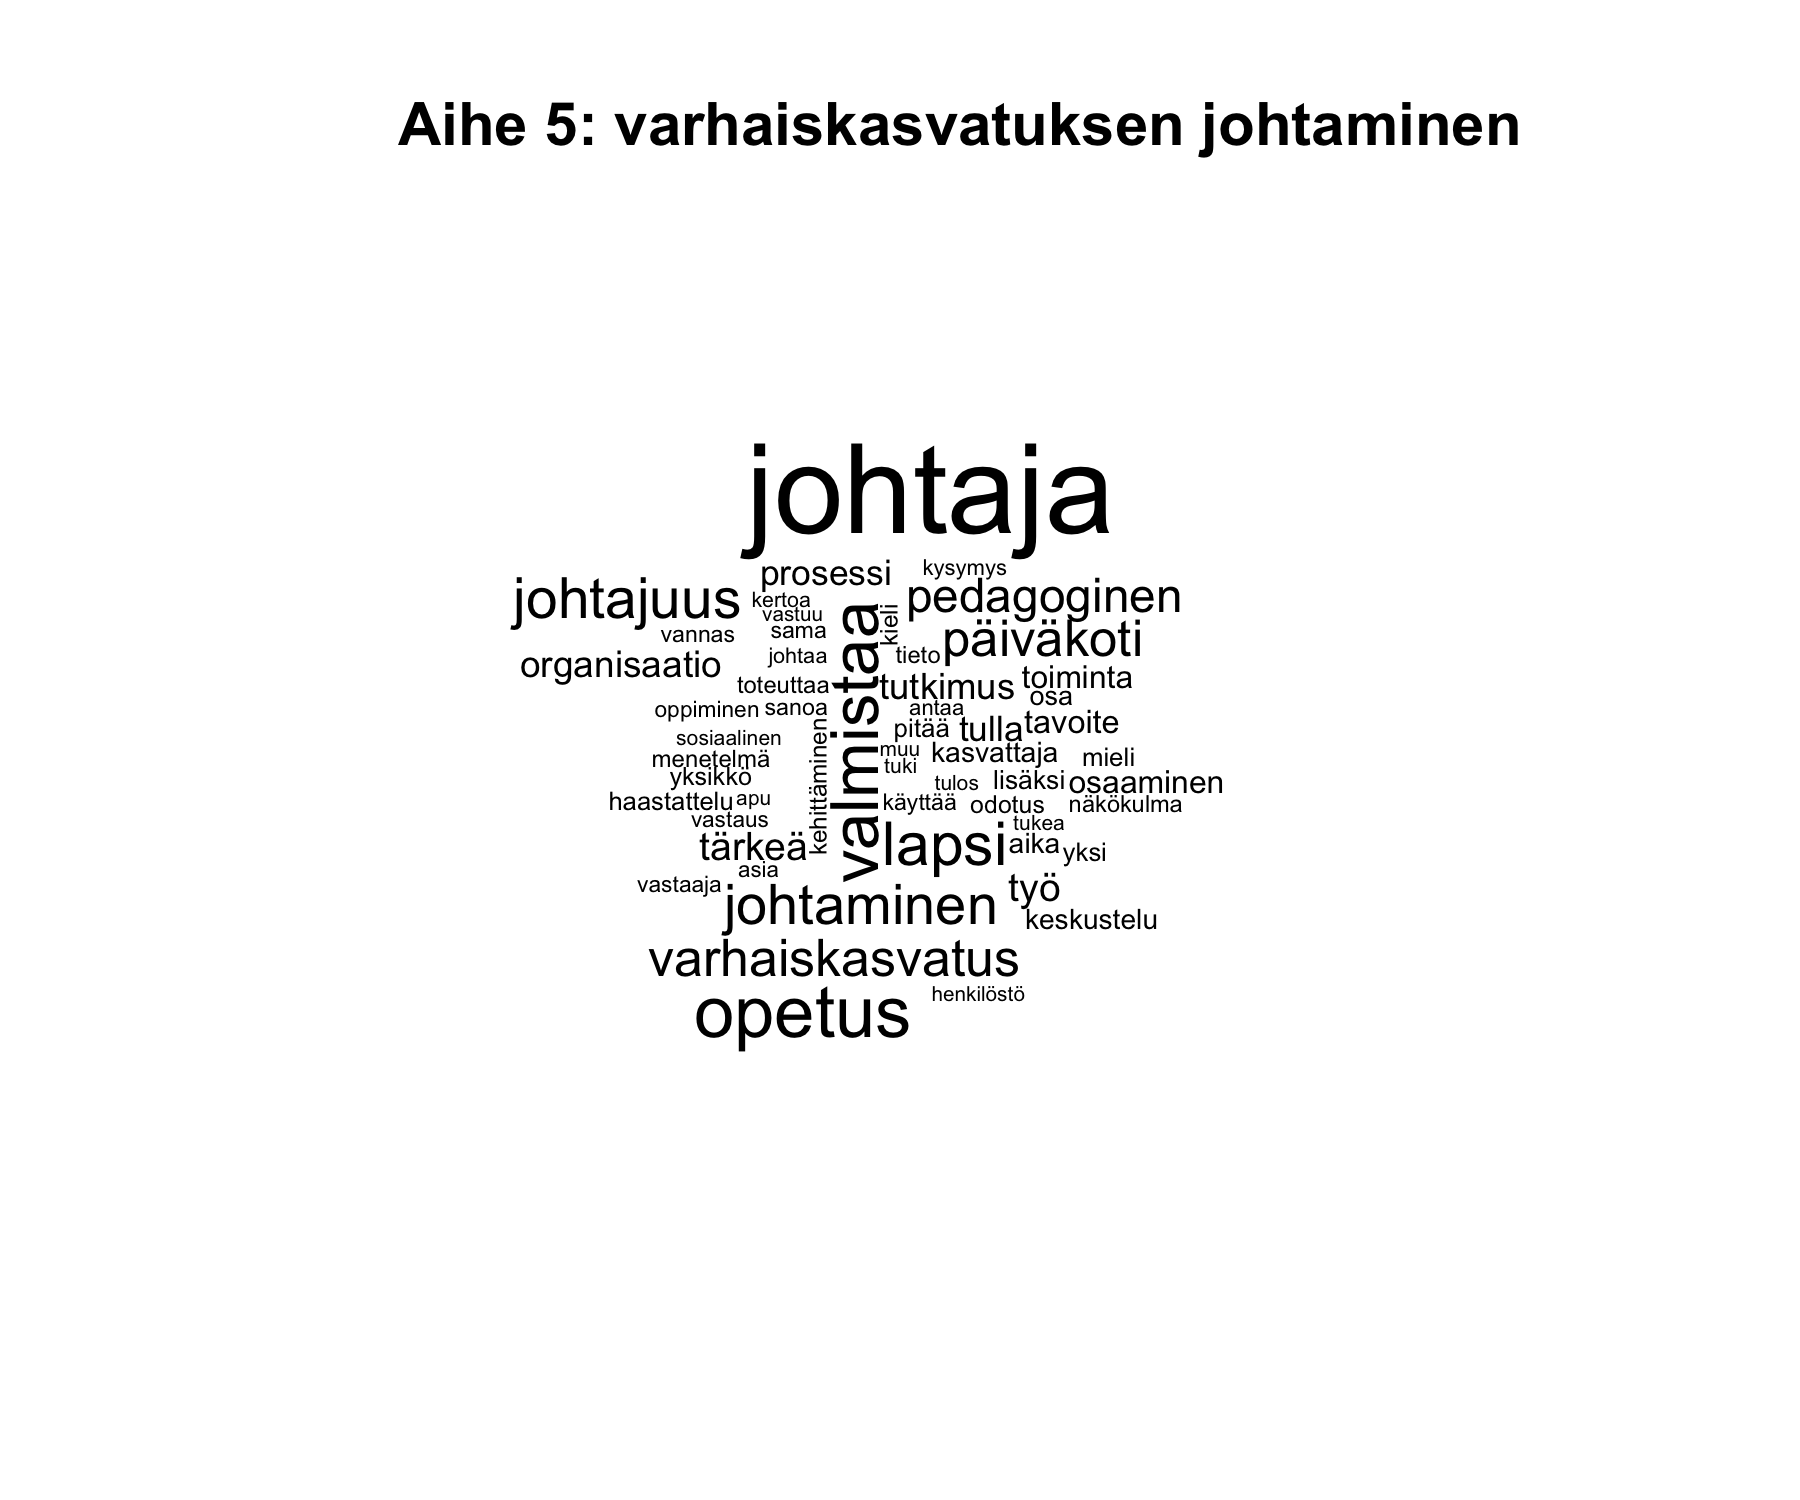 Aihe 5: varhaiskasvatuksen johtaminen
johtaja
prosessi
kysymys
johtajuus
kertoa
pedagoginen
vastuu
kieli
sama
vannas
päiväkoti
johtaa
tieto
organisaatio
valmistaa
toteuttaa
tutkimus
toiminta
osa
oppiminen
sanoa
antaa
pitää
tulla
tavoite
sosiaalinen
kehittäminen
muu
kasvattaja
mieli
menetelmä
tuki
yksikkö
tulos
lisäksi
osaaminen
haastattelu
apu
käyttää
odotus
näkökulma
vastaus
tukea
tärkeä
lapsi
aika
yksi
asia
vastaaja
johtaminen
työ
keskustelu
varhaiskasvatus
opetus
henkilöstö